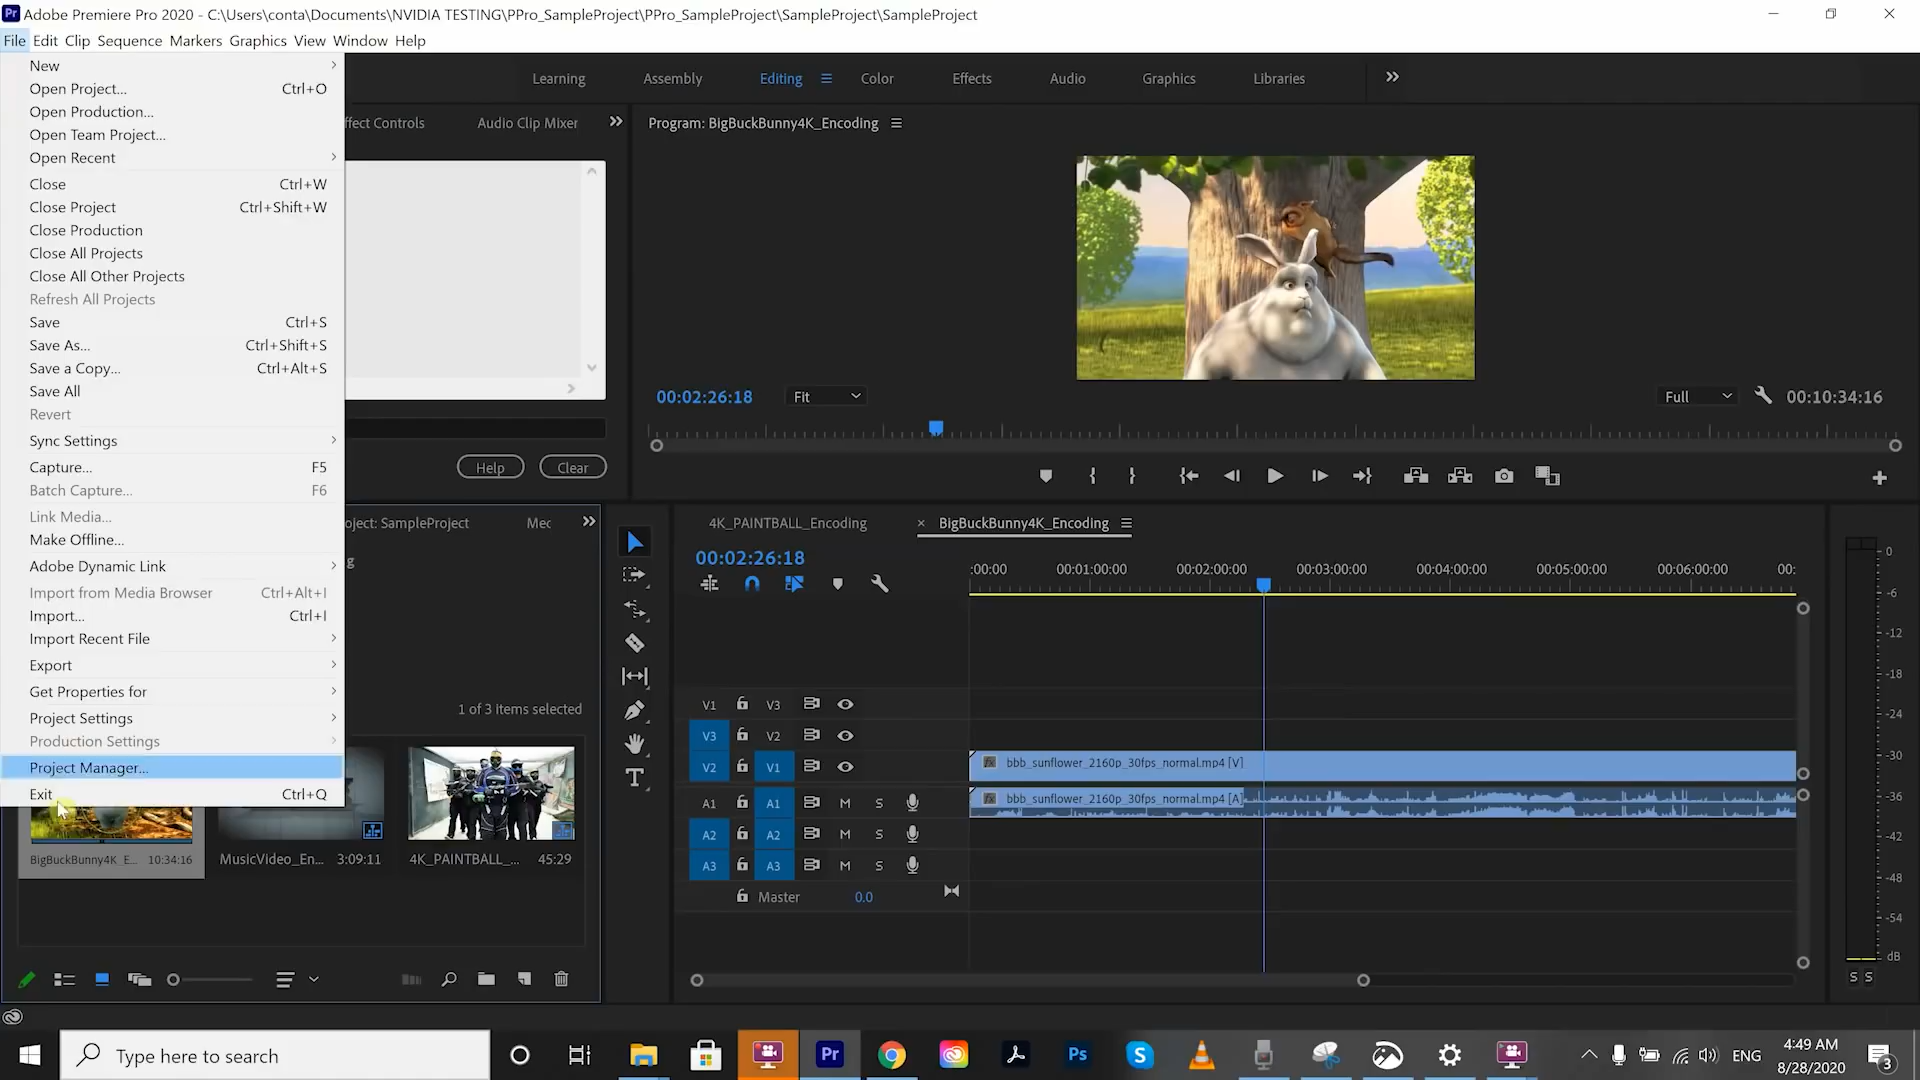 Pr Adobe Premiere Pro 2020 - C:\Users\conta\Documents\NVIDIA TESTING\PPro_SampleProject\PPro_SampleProject\SampleProject\SampleProject
File Edit Clip Sequence Markers Graphics View Window Help
New
Open Project... Ctrl+O
Open Production...
Open Team Project...
Open Recent
Close Ctrl+W
Close Project Ctrl+Shift+W
Close Production
Close All Projects
Close All Other Projects
Refresh All Projects
Save Ctrl+S
Save As... Ctrl+Shift+S
Save a Copy... Ctrl+Alt+S
Save All
Revert
Sync Settings
Capture... F5
Batch Capture... F6
Link Media...
Make Offline...
Adobe Dynamic Link
Import from Media Browser Ctrl+Alt+I
Import... Ctrl+I
Import Recent File
Export
Get Properties for
Project Settings
Production Settings
Project Manager...
Exit Ctrl+Q
Learning Assembly Editing Color Effects Audio Graphics Libraries
ffect Controls Audio Clip Mixer
Program: BigBuckBunny4K_Encoding
00:02:26:18 Fit Full 00:10:34:16
Help Clear
oject: SampleProject Mec
g
1 of 3 items selected
BigBuckBunny4K_E... 10:34:16
MusicVideo_En... 3:09:11
4K_PAINTBALL_... 45:29
4K_PAINTBALL_Encoding × BigBuckBunny4K_Encoding
00:02:26:18
:00:00 00:01:00:00 00:02:00:00 00:03:00:00 00:04:00:00 00:05:00:00 00:06:00:00 00:
V1 V3
V3 V2
V2 V1 fx bbb_sunflower_2160p_30fps_normal.mp4 [V]
A1 A1 M S fx bbb_sunflower_2160p_30fps_normal.mp4 [A]
A2 A2 M S
A3 A3 M S
Master 0.0
0
-6
-12
-18
-24
-30
-36
-42
-48
-54
dB
S S
Type here to search
Pr
Ps
S
ENG
4:49 AM
8/28/2020
3